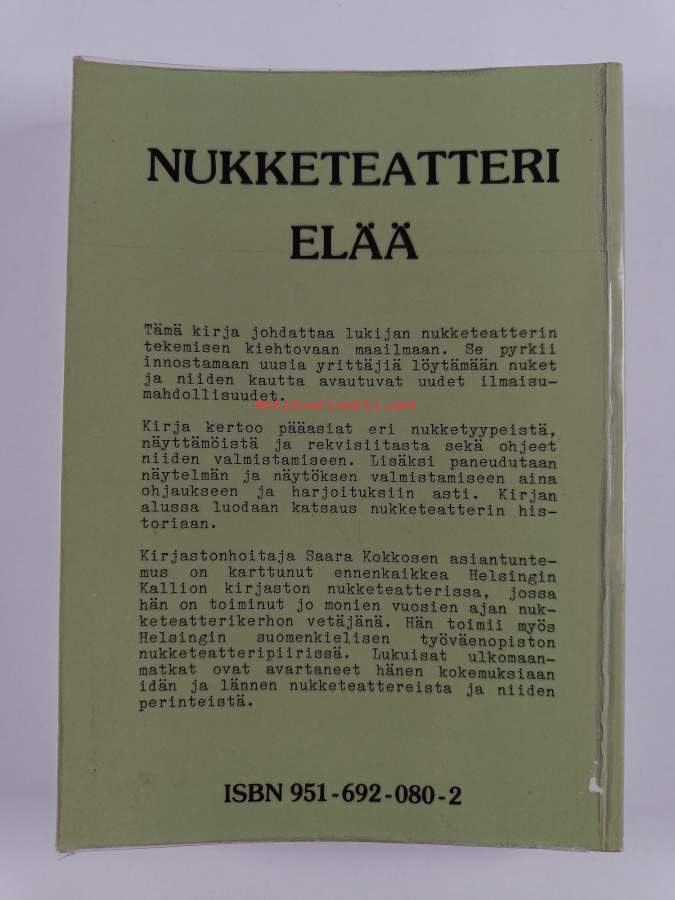 NUKKETEATTERI
ELÄÄ
Tämä kirja johdattaa lukijan nukketeatterin
tekemisen kiehtovaan maailmaan. Se pyrkii
innostamaan uusia yrittäjiä löytämään nuket
ja niiden kautta avautuvat uudet ilmaisu-
mahdollisuudet.
antikvariaatti.net
Kirja kertoo pääasiat eri nukketyypeistä,
näyttämöistä ja rekvisiitasta sekä ohjeet
niiden valmistamiseen. Lisäksi paneudutaan
näytelmän ja näytöksen valmistamiseen aina
ohjaukseen ja harjoituksiin asti. Kirjan
alussa luodaan katsaus nukketeatterin his-
toriaan.
Kirjastonhoitaja Saara Kokkosen asiantunte-
mus on karttunut ennenkaikkea Helsingin
Kallion kirjaston nukketeatterissa, jossa
hän on toiminut jo monien vuosien ajan nuk-
keteatterikerhon vetäjänä. Hän toimii myös
Helsingin suomenkielisen työväenopiston
nukketeatteripiirissä. Lukuisat ulkomaan-
matkat ovat avartaneet hänen kokemuksiaan
idän ja lännen nukketeattereista ja niiden
perinteistä.
ISBN 951-692-080-2